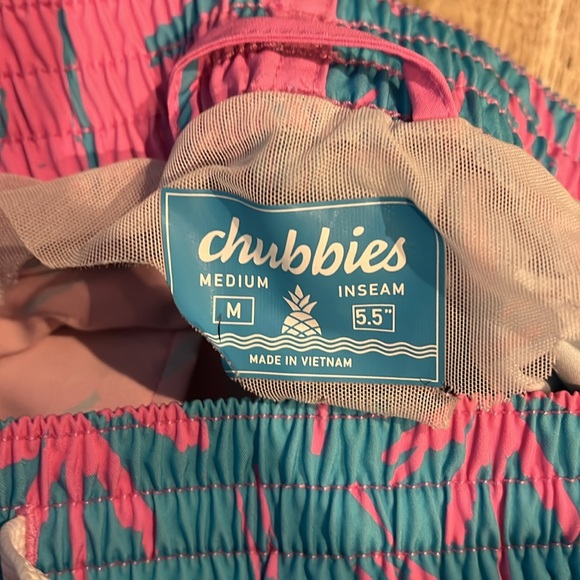 chubbies
MEDIUM INSEAM
M 5.5"
MADE IN VIETNAM